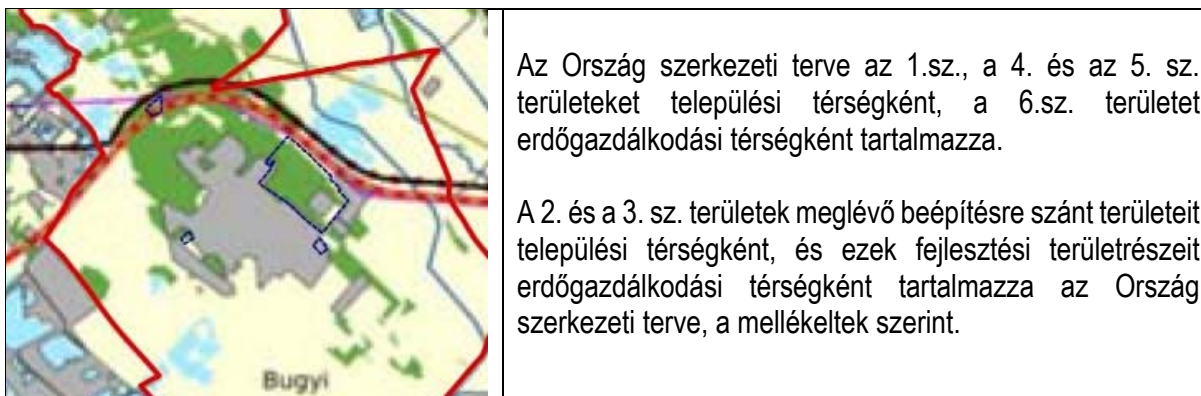 Az Ország szerkezeti terve az 1.sz., a 4. és az 5. sz.
területeket települési térségként, a 6.sz. területet
erdőgazdálkodási térségként tartalmazza.
A 2. és a 3. sz. területek meglévő beépítésre szánt területeit
települési térségként, és ezek fejlesztési területrészeit
erdőgazdálkodási térségként tartalmazza az Ország
szerkezeti terve, a mellékeltek szerint.
Bugyi